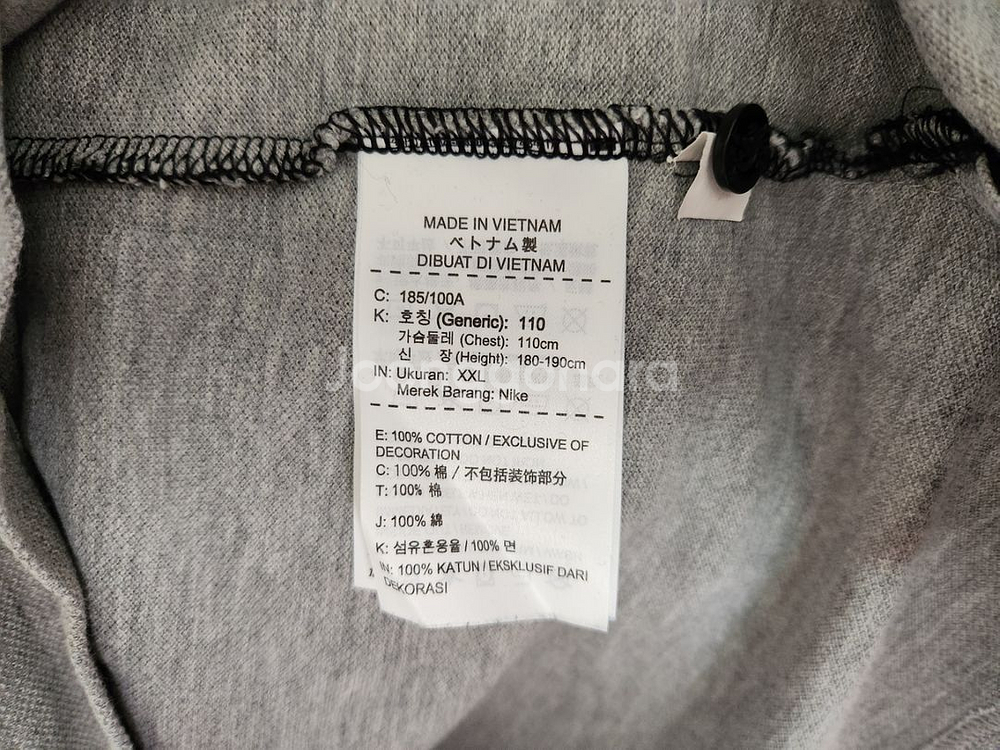 MADE IN VIETNAM
ベトナム製
DIBUAT DI VIETNAM
C: 185/100A
K: 호칭 (Generic): 110
가슴둘레 (Chest): 110cm
신 장 (Height): 180-190cm
IN: Ukuran: XXL
Merek Barang: Nike
E: 100% COTTON / EXCLUSIVE OF
DECORATION
C: 100% 棉 / 不包括装饰部分
T: 100% 棉
J: 100% 綿
K: 섬유혼용율 / 100% 면
IN: 100% KATUN / EKSKLUSIF DARI
DEKORASI